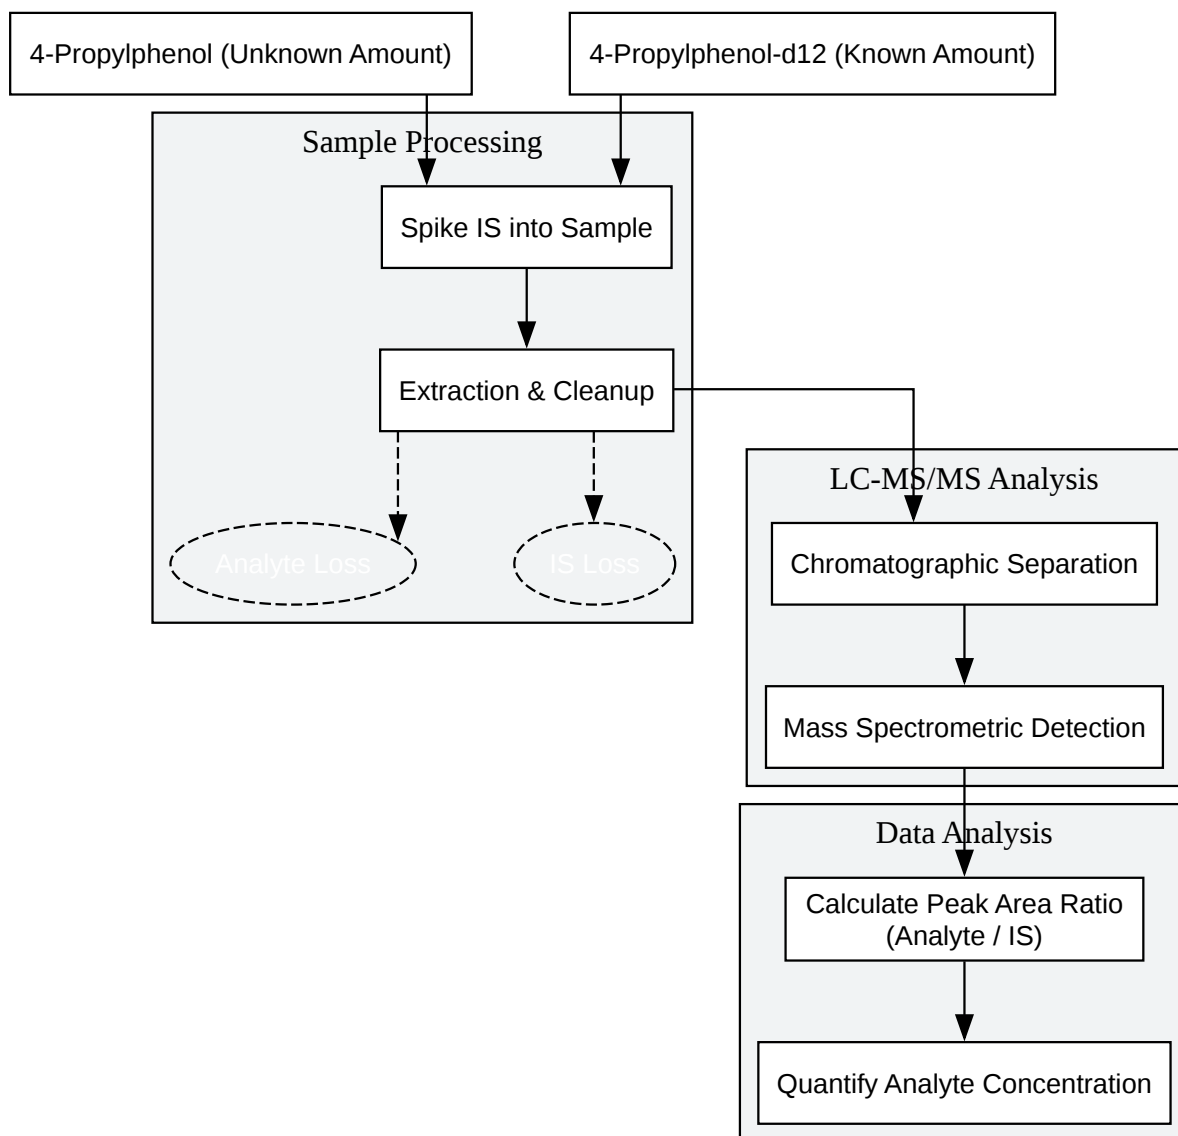 4-Propylphenol (Unknown Amount)
4-Propylphenol-d12 (Known Amount)
Sample Processing
Spike IS into Sample
Extraction & Cleanup
Analyte Loss
IS Loss
LC-MS/MS Analysis
Chromatographic Separation
Mass Spectrometric Detection
Data Analysis
Calculate Peak Area Ratio
(Analyte / IS)
Quantify Analyte Concentration